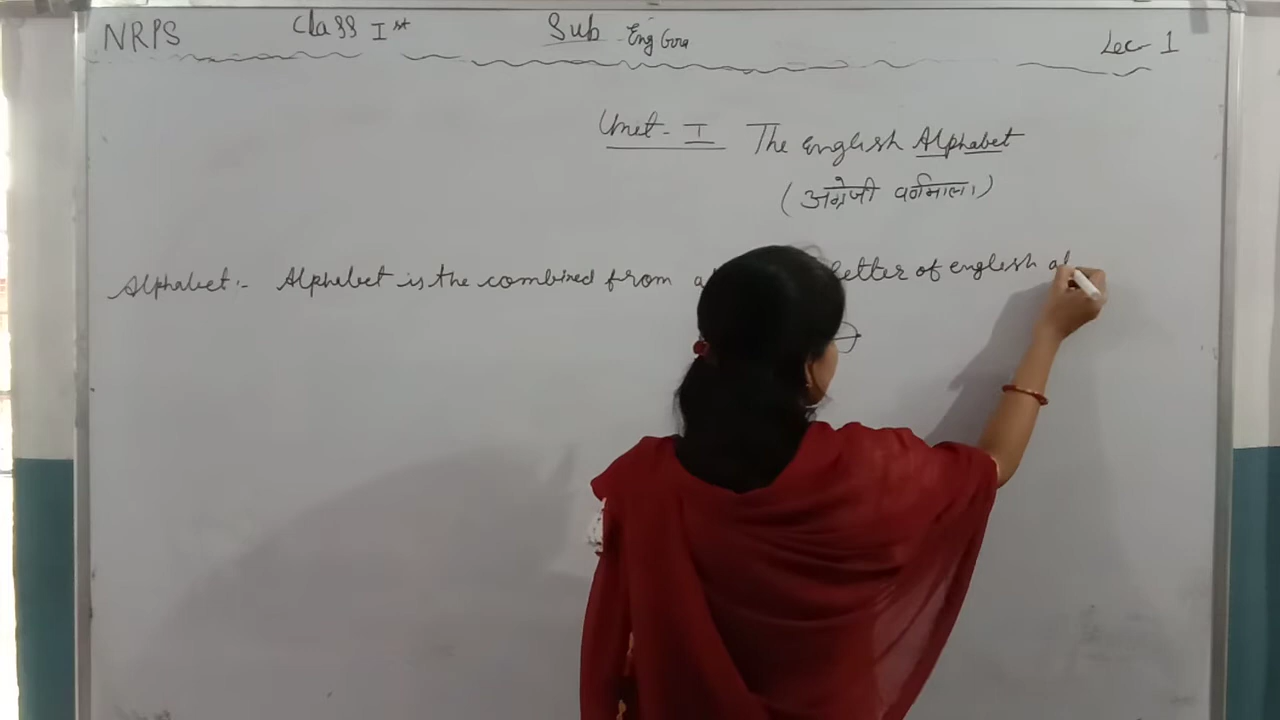 NRPS Class Ist Sub Eng Gra Lec- 1
Unit- I The English Alphabet
(अंग्रेजी वर्णमाला)
Alphabet :- Alphabet is the combined from letter of english